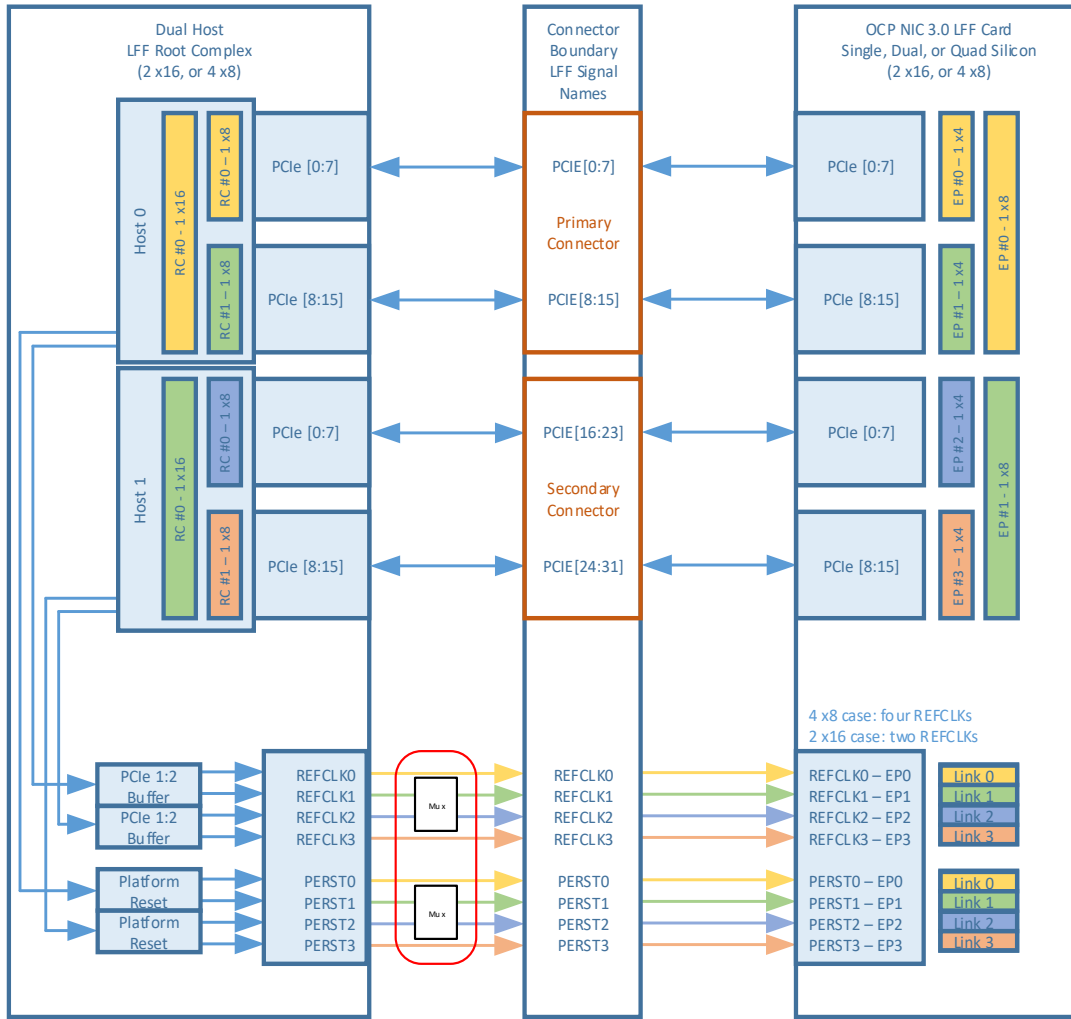 Dual Host
LFF Root Complex
(2 x16, or 4 x8)
Connector
Boundary
LFF Signal
Names
OCP NIC 3.0 LFF Card
Single, Dual, or Quad Silicon
(2 x16, or 4 x8)
Host 0
RC #0 - 1 x16
RC #0 – 1 x8
PCIe [0:7]
RC #1 – 1 x8
PCIe [8:15]
PCIE[0:7]
Primary
Connector
PCIE[8:15]
PCIe [0:7]
EP #0 – 1 x4
EP #0 - 1 x8
PCIe [8:15]
EP #1 – 1 x4
Host 1
RC #0 - 1 x16
RC #0 – 1 x8
PCIe [0:7]
RC #1 – 1 x8
PCIe [8:15]
PCIE[16:23]
Secondary
Connector
PCIE[24:31]
PCIe [0:7]
EP #2 – 1 x4
EP #1 - 1 x8
PCIe [8:15]
EP #3 – 1 x4
4 x8 case: four REFCLKs
2 x16 case: two REFCLKs
PCIe 1:2
Buffer
PCIe 1:2
Buffer
REFCLK0
REFCLK1
REFCLK2
REFCLK3
Mux
REFCLK0
REFCLK1
REFCLK2
REFCLK3
REFCLK0 – EP0
REFCLK1 – EP1
REFCLK2 – EP2
REFCLK3 – EP3
Link 0
Link 1
Link 2
Link 3
Platform
Reset
Platform
Reset
PERST0
PERST1
PERST2
PERST3
Mux
PERST0
PERST1
PERST2
PERST3
PERST0 – EP0
PERST1 – EP1
PERST2 – EP2
PERST3 – EP3
Link 0
Link 1
Link 2
Link 3